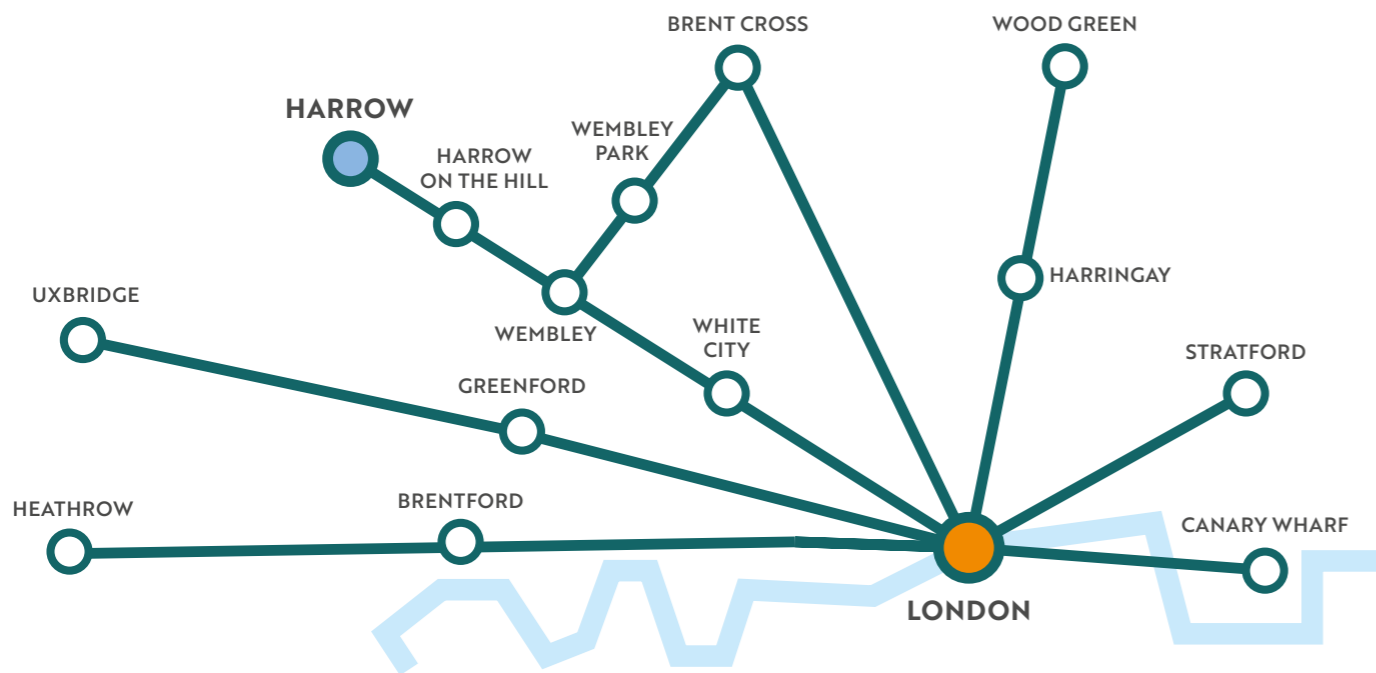 BRENT CROSS
WOOD GREEN
HARROW
WEMBLEY
PARK
HARROW
ON THE HILL
HARRINGAY
UXBRIDGE
WEMBLEY
WHITE
CITY
STRATFORD
GREENFORD
HEATHROW
BRENTFORD
CANARY WHARF
LONDON